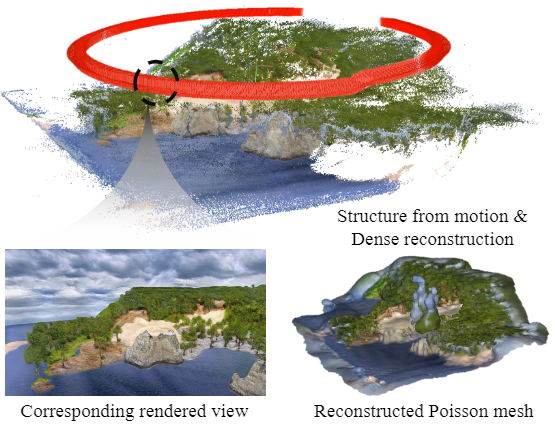 Structure from motion &
Dense reconstruction
Corresponding rendered view
Reconstructed Poisson mesh